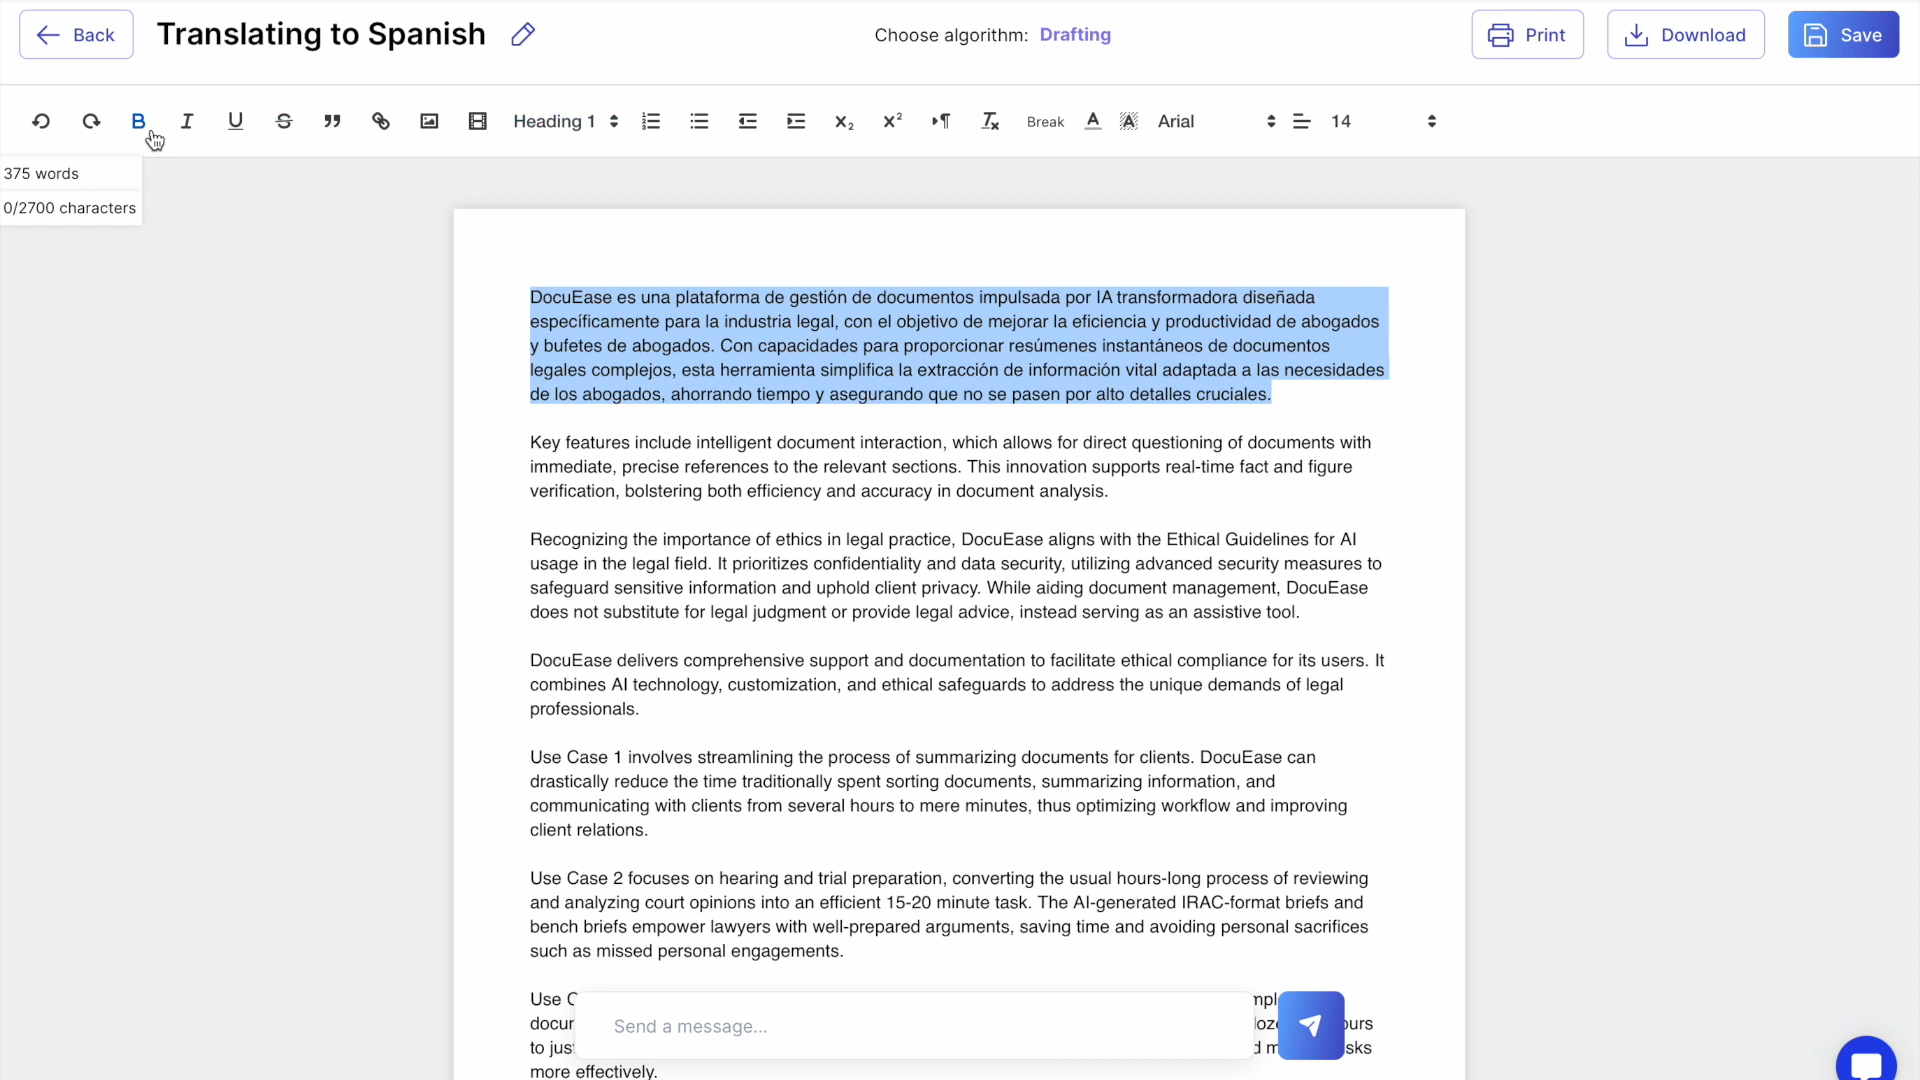 Back
Translating to Spanish
Choose algorithm: Drafting
Print
Download
Save
Heading 1
Break
Arial
14
375 words
0/2700 characters
DocuEase es una plataforma de gestión de documentos impulsada por IA transformadora diseñada
específicamente para la industria legal, con el objetivo de mejorar la eficiencia y productividad de abogados
y bufetes de abogados. Con capacidades para proporcionar resúmenes instantáneos de documentos
legales complejos, esta herramienta simplifica la extracción de información vital adaptada a las necesidades
de los abogados, ahorrando tiempo y asegurando que no se pasen por alto detalles cruciales.
Key features include intelligent document interaction, which allows for direct questioning of documents with
immediate, precise references to the relevant sections. This innovation supports real-time fact and figure
verification, bolstering both efficiency and accuracy in document analysis.
Recognizing the importance of ethics in legal practice, DocuEase aligns with the Ethical Guidelines for AI
usage in the legal field. It prioritizes confidentiality and data security, utilizing advanced security measures to
safeguard sensitive information and uphold client privacy. While aiding document management, DocuEase
does not substitute for legal judgment or provide legal advice, instead serving as an assistive tool.
DocuEase delivers comprehensive support and documentation to facilitate ethical compliance for its users. It
combines AI technology, customization, and ethical safeguards to address the unique demands of legal
professionals.
Use Case 1 involves streamlining the process of summarizing documents for clients. DocuEase can
drastically reduce the time traditionally spent sorting documents, summarizing information, and
communicating with clients from several hours to mere minutes, thus optimizing workflow and improving
client relations.
Use Case 2 focuses on hearing and trial preparation, converting the usual hours-long process of reviewing
and analyzing court opinions into an efficient 15-20 minute task. The AI-generated IRAC-format briefs and
bench briefs empower lawyers with well-prepared arguments, saving time and avoiding personal sacrifices
such as missed personal engagements.
Use
to
more effectively.
Send a message...